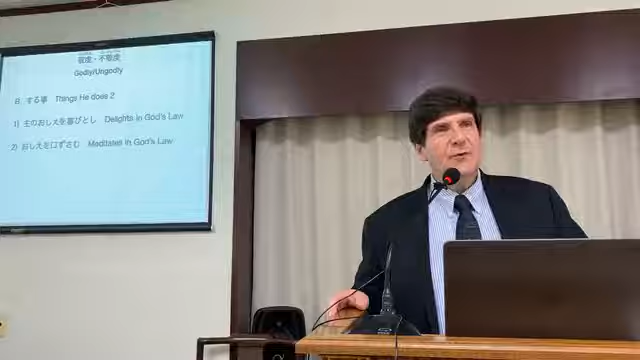 敬虔・不敬虔
Godly/Ungodly
B. する事 Things He does 2
1) 主のおしえを喜びとし Delights in God's Law
2) おしえを口ずさむ Meditates in God's Law